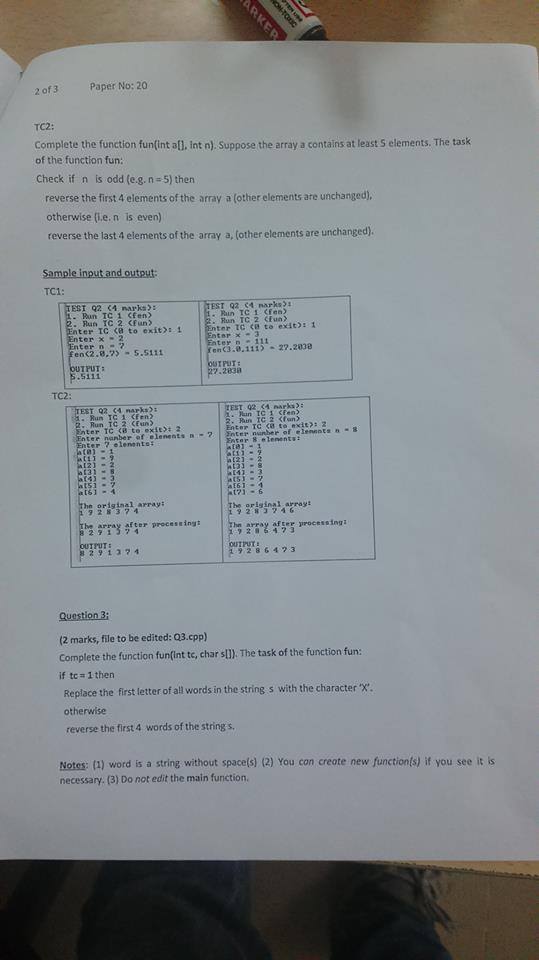 MARKER
NON-TOXIC
2 of 3 Paper No: 20
TC2:
Complete the function fun(int a[], int n). Suppose the array a contains at least 5 elements. The task
of the function fun:
Check if n is odd (e.g. n = 5) then
reverse the first 4 elements of the array a (other elements are unchanged),
otherwise (i.e. n is even)
reverse the last 4 elements of the array a, (other elements are unchanged).
Sample input and output:
TC1:
TEST Q2 (4 marks):
1. Run TC 1 (fen)
2. Run TC 2 (fun)
Enter TC (0 to exit): 1
Enter x = 2
Enter n = 7
fen(2.0,7) = 5.5111
OUTPUT:
5.5111
TEST Q2 (4 marks):
1. Run TC 1 (fen)
2. Run TC 2 (fun)
Enter TC (0 to exit): 1
Enter x = 3
Enter n = 111
fen(3.0,111) = 27.2030
OUTPUT:
27.2030
TC2:
TEST Q2 (4 marks):
1. Run TC 1 (fen)
2. Run TC 2 (fun)
Enter TC (0 to exit): 2
Enter number of elements n = 7
Enter 7 elements:
a[0] = 1
a[1] = 9
a[2] = 2
a[3] = 8
a[4] = 3
a[5] = 7
a[6] = 4
The original array:
1 9 2 8 3 7 4
The array after processing:
8 2 9 1 3 7 4
OUTPUT:
8 2 9 1 3 7 4
TEST Q2 (4 marks):
1. Run TC 1 (fen)
2. Run TC 2 (fun)
Enter TC (0 to exit): 2
Enter number of elements n = 8
Enter 8 elements:
a[0] = 1
a[1] = 9
a[2] = 2
a[3] = 8
a[4] = 3
a[5] = 7
a[6] = 4
a[7] = 6
The original array:
1 9 2 8 3 7 4 6
The array after processing:
1 9 2 8 6 4 7 3
OUTPUT:
1 9 2 8 6 4 7 3
Question 3:
(2 marks, file to be edited: Q3.cpp)
Complete the function fun(int tc, char s[]). The task of the function fun:
if tc = 1 then
Replace the first letter of all words in the string s with the character 'X'.
otherwise
reverse the first 4 words of the string s.
Notes: (1) word is a string without space(s) (2) You can create new function(s) if you see it is
necessary. (3) Do not edit the main function.